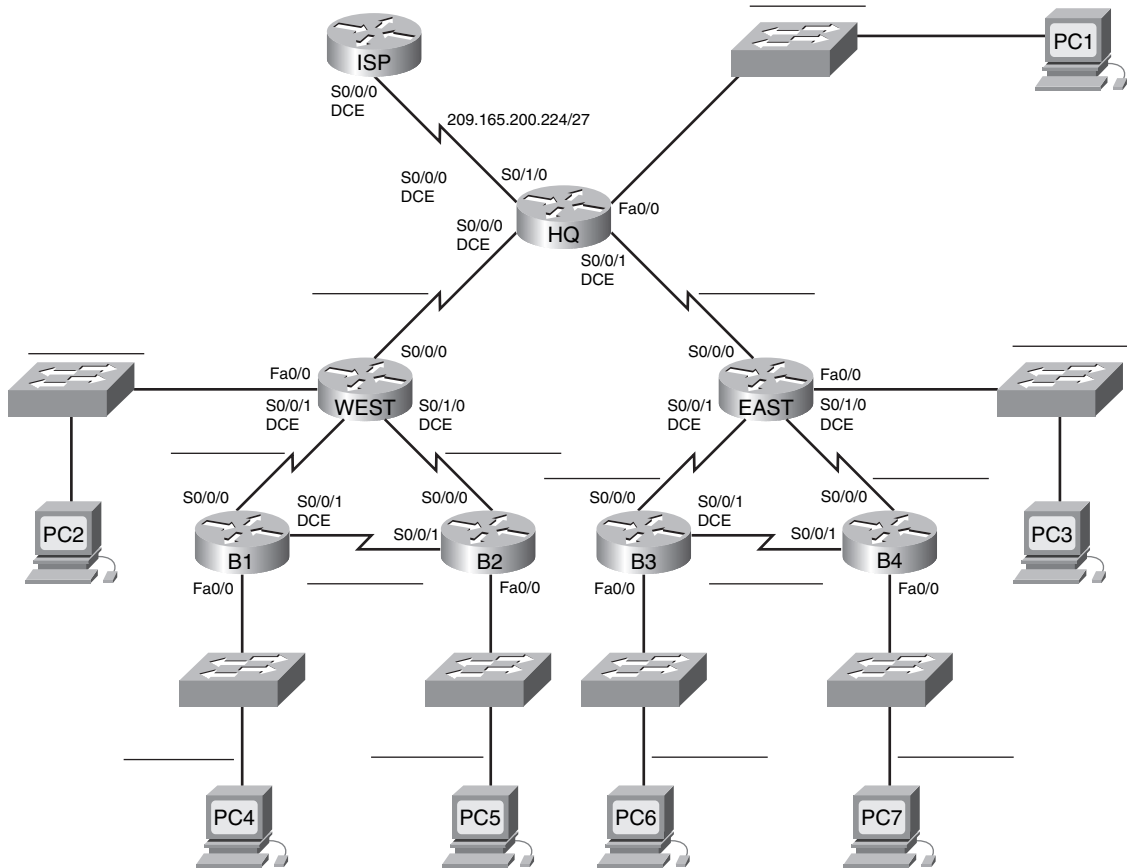 ISP
PC1
S0/0/0
DCE
209.165.200.224/27
S0/0/0
DCE
S0/1/0
Fa0/0
S0/0/0
DCE
HQ
S0/0/1
DCE
S0/0/0
S0/0/0
Fa0/0
Fa0/0
WEST
EAST
S0/0/1
DCE
S0/1/0
DCE
S0/0/1
DCE
S0/1/0
DCE
S0/0/0
S0/0/1
DCE
S0/0/0
S0/0/1
S0/0/0
S0/0/1
DCE
S0/0/0
S0/0/1
PC2
PC3
B1
B2
B3
B4
Fa0/0
Fa0/0
Fa0/0
Fa0/0
PC4
PC5
PC6
PC7